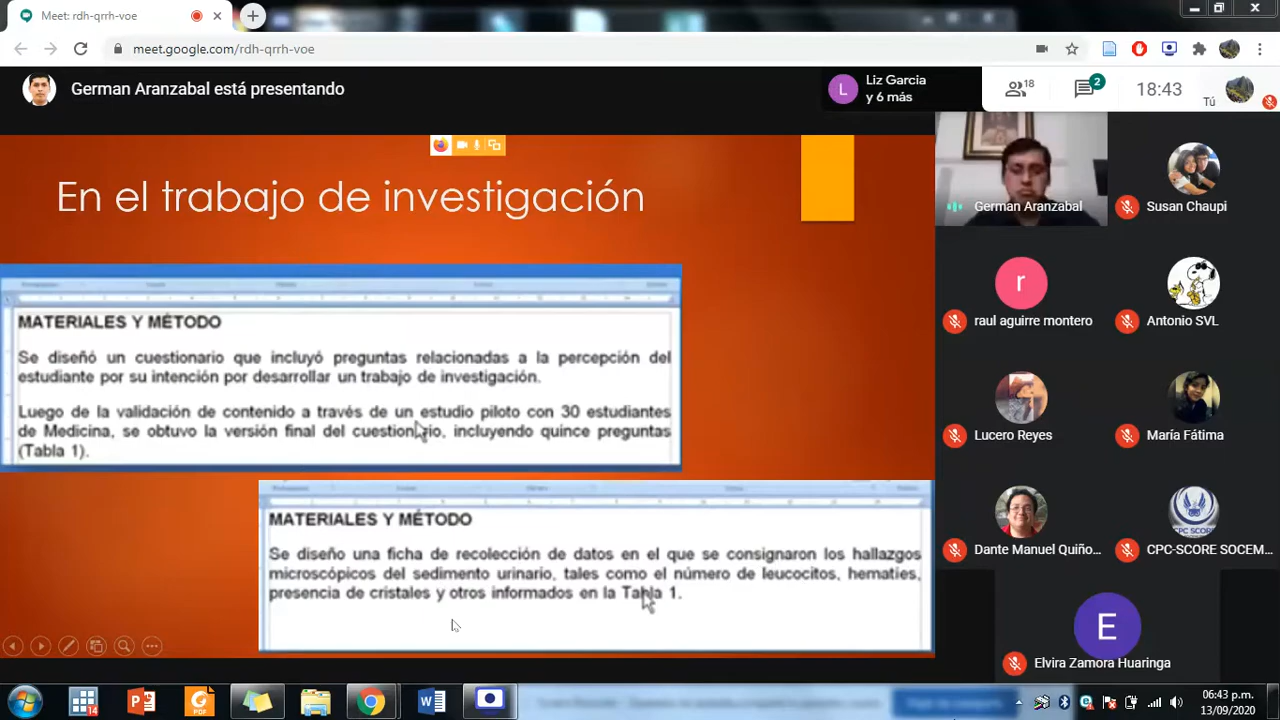 Meet: rdh-qrrh-voe
meet.google.com/rdh-qrrh-voe
German Aranzabal está presentando
L
Liz Garcia
y 6 más
18
2
18:43
Tú
En el trabajo de investigación
MATERIALES Y MÉTODO
Se diseñó un cuestionario que incluyó preguntas relacionadas a la percepción del
estudiante por su intención por desarrollar un trabajo de investigación.
Luego de la validación de contenido a través de un estudio piloto con 30 estudiantes
de Medicina, se obtuvo la versión final del cuestionario, incluyendo quince preguntas
(Tabla 1).
MATERIALES Y MÉTODO
Se diseño una ficha de recolección de datos en el que se consignaron los hallazgos
microscópicos del sedimento urinario, tales como el número de leucocitos, hematíes,
presencia de cristales y otros informados en la Tabla 1.
German Aranzabal
Susan Chaupi
r
raul aguirre montero
Antonio SVL
Lucero Reyes
María Fátima
Dante Manuel Quiño...
CPC-SCORE SOCEM...
E
Elvira Zamora Huaringa
14
PDF
06:43 p.m.
13/09/2020